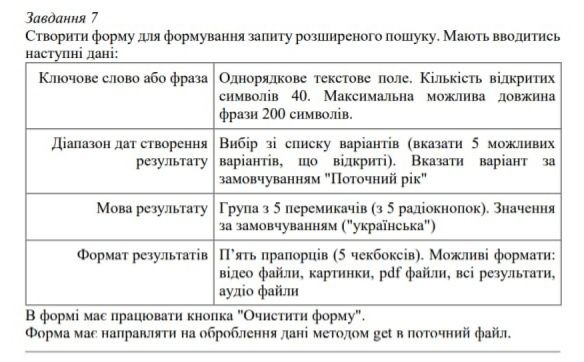 Завдання 7
Створити форму для формування запиту розширеного пошуку. Мають вводитись
наступні дані:
Ключове слово або фраза
Однорядкове текстове поле. Кількість відкритих
символів 40. Максимальна можлива довжина
фрази 200 символів.
Діапазон дат створення
результату
Вибір зі списку варіантів (вказати 5 можливих
варіантів, що відкриті). Вказати варіант за
замовчуванням "Поточний рік"
Мова результату
Група з 5 перемикачів (з 5 радіокнопок). Значення
за замовчуванням ("українська")
Формат результатів
П’ять прапорців (5 чекбоксів). Можливі формати:
відео файли, картинки, pdf файли, всі результати,
аудіо файли
В формі має працювати кнопка "Очистити форму".
Форма має направляти на оброблення дані методом get в поточний файл.